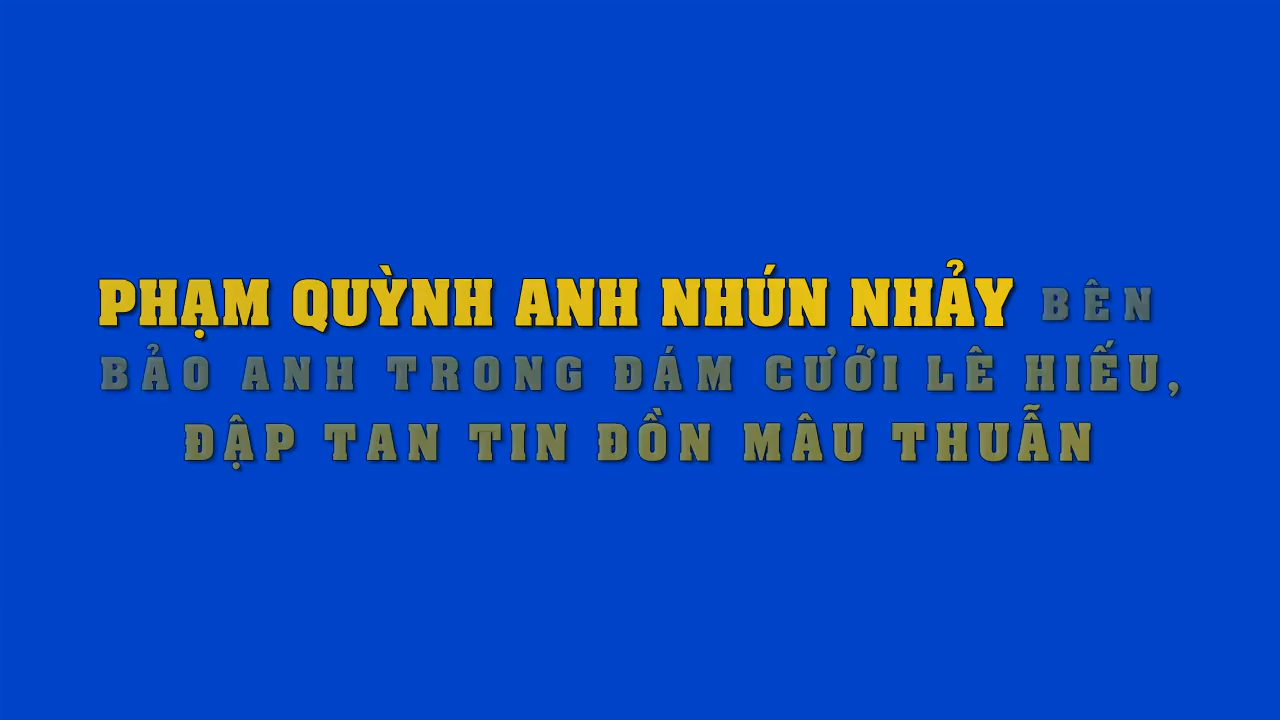 PHẠM QUỲNH ANH NHÚN NHẢY BÊN
BẢO ANH TRONG ĐÁM CƯỚI LÊ HIẾU,
ĐẬP TAN TIN ĐỒN MÂU THUẪN